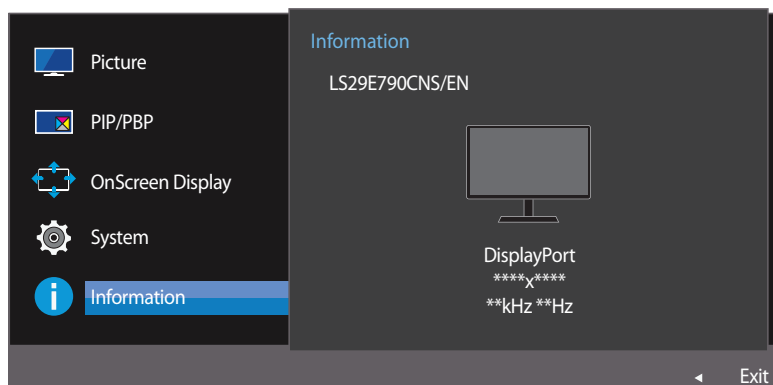 Picture
PIP/PBP
OnScreen Display
System
Information
Information
LS29E790CNS/EN
DisplayPort
****x****
**kHz **Hz
Exit